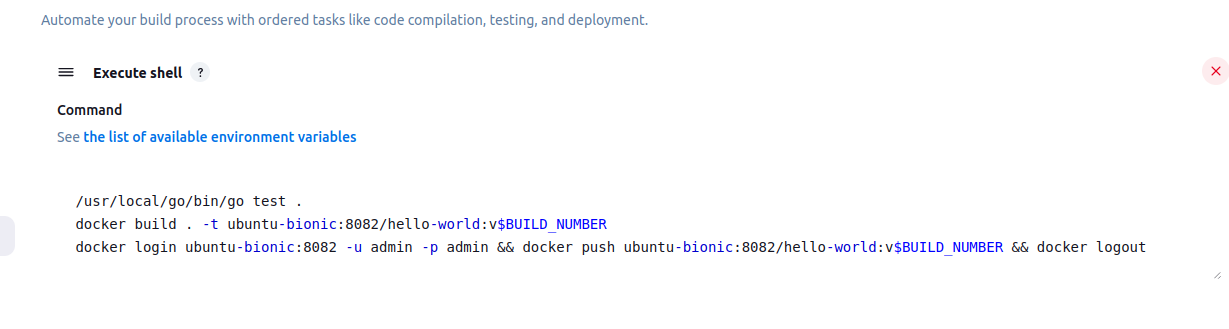 Automate your build process with ordered tasks like code compilation, testing, and deployment.
Execute shell ?
Command
See the list of available environment variables
/usr/local/go/bin/go test .
docker build . -t ubuntu-bionic:8082/hello-world:v$BUILD_NUMBER
docker login ubuntu-bionic:8082 -u admin -p admin && docker push ubuntu-bionic:8082/hello-world:v$BUILD_NUMBER && docker logout